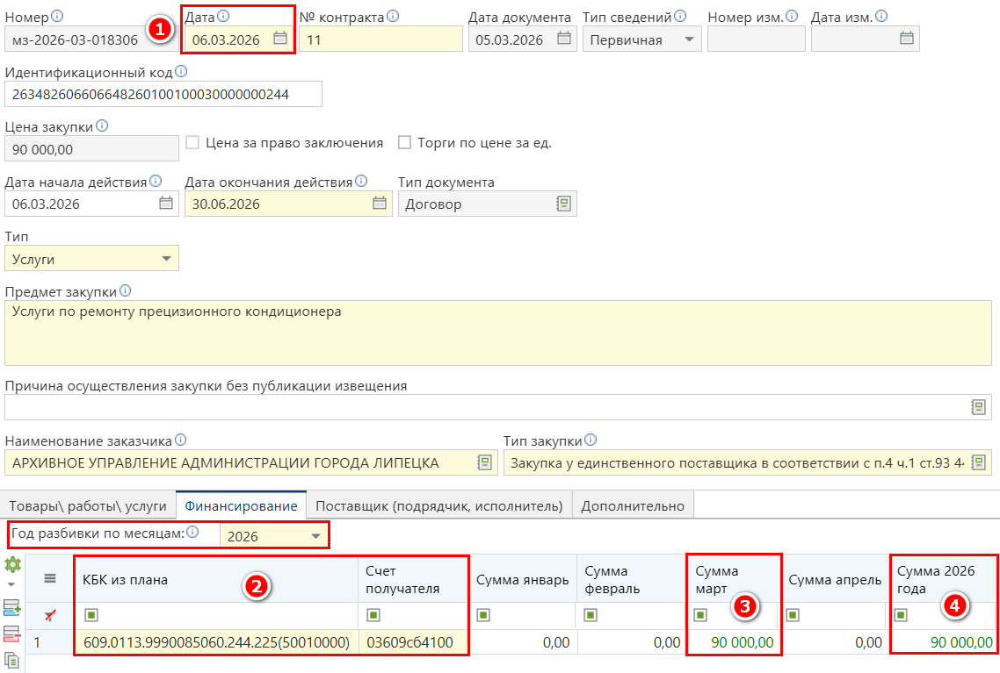 Номер Дата № контракта Дата документа Тип сведений Номер изм. Дата изм.
мз-2026-03-018306 1 06.03.2026 11 05.03.2026 Первичная
Идентификационный код
263482606606648260100100030000000244
Цена закупки
90 000,00 Цена за право заключения Торги по цене за ед.
Дата начала действия Дата окончания действия Тип документа
06.03.2026 30.06.2026 Договор
Тип
Услуги
Предмет закупки
Услуги по ремонту прецизионного кондиционера
Причина осуществления закупки без публикации извещения
Наименование заказчика Тип закупки
АРХИВНОЕ УПРАВЛЕНИЕ АДМИНИСТРАЦИИ ГОРОДА ЛИПЕЦКА Закупка у единственного поставщика в соответствии с п.4 ч.1 ст.93 44
Товары\ работы\ услуги Финансирование Поставщик (подрядчик, исполнитель) Дополнительно
Год разбивки по месяцам: 2026
КБК из плана 2 Счет получателя Сумма январь Сумма февраль Сумма март 3 Сумма апрель Сумма 2026 года 4
1 609.0113.9990085060.244.225(50010000) 03609сб4100 0,00 0,00 90 000,00 0,00 90 000,00